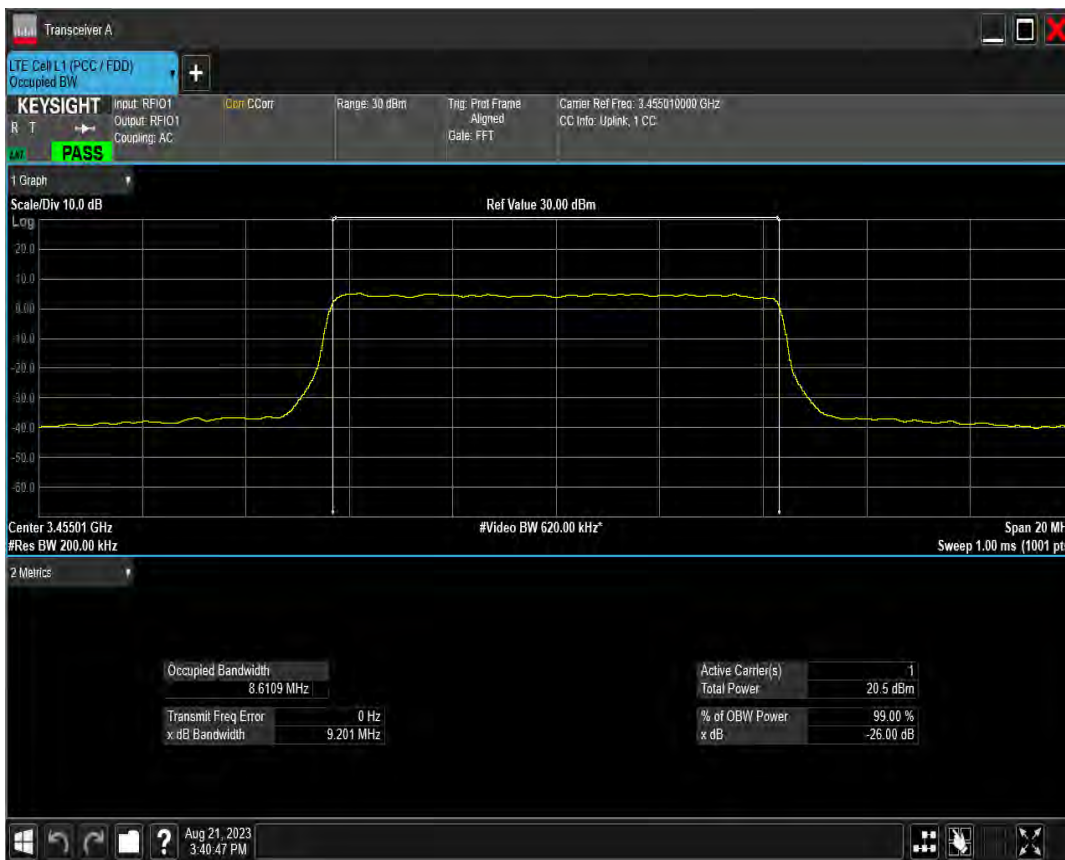 Transceiver A
LTE Cell L1 (PCC / FDD)
Occupied BW
+
KEYSIGHT
R T
PASS
Input: RFIO1
Output: RFIO1
Coupling: AC
Corr CCorr
Range: 30 dBm
Trig: Prot Frame
Aligned
Gate: FFT
Carrier Ref Freq: 3.455010000 GHz
CC Info: Uplink, 1 CC
1 Graph
Scale/Div 10.0 dB
Ref Value 30.00 dBm
Log
20.0
10.0
0.00
-10.0
-20.0
-30.0
-40.0
-50.0
-60.0
Center 3.45501 GHz
#Video BW 620.00 kHz*
Span 20 MH
#Res BW 200.00 kHz
Sweep 1.00 ms (1001 pt
2 Metrics
Occupied Bandwidth
8.6109 MHz
Transmit Freq Error 0 Hz
x dB Bandwidth 9.201 MHz
Active Carrier(s) 1
Total Power 20.5 dBm
% of OBW Power 99.00 %
x dB -26.00 dB
?
Aug 21, 2023
3:40:47 PM